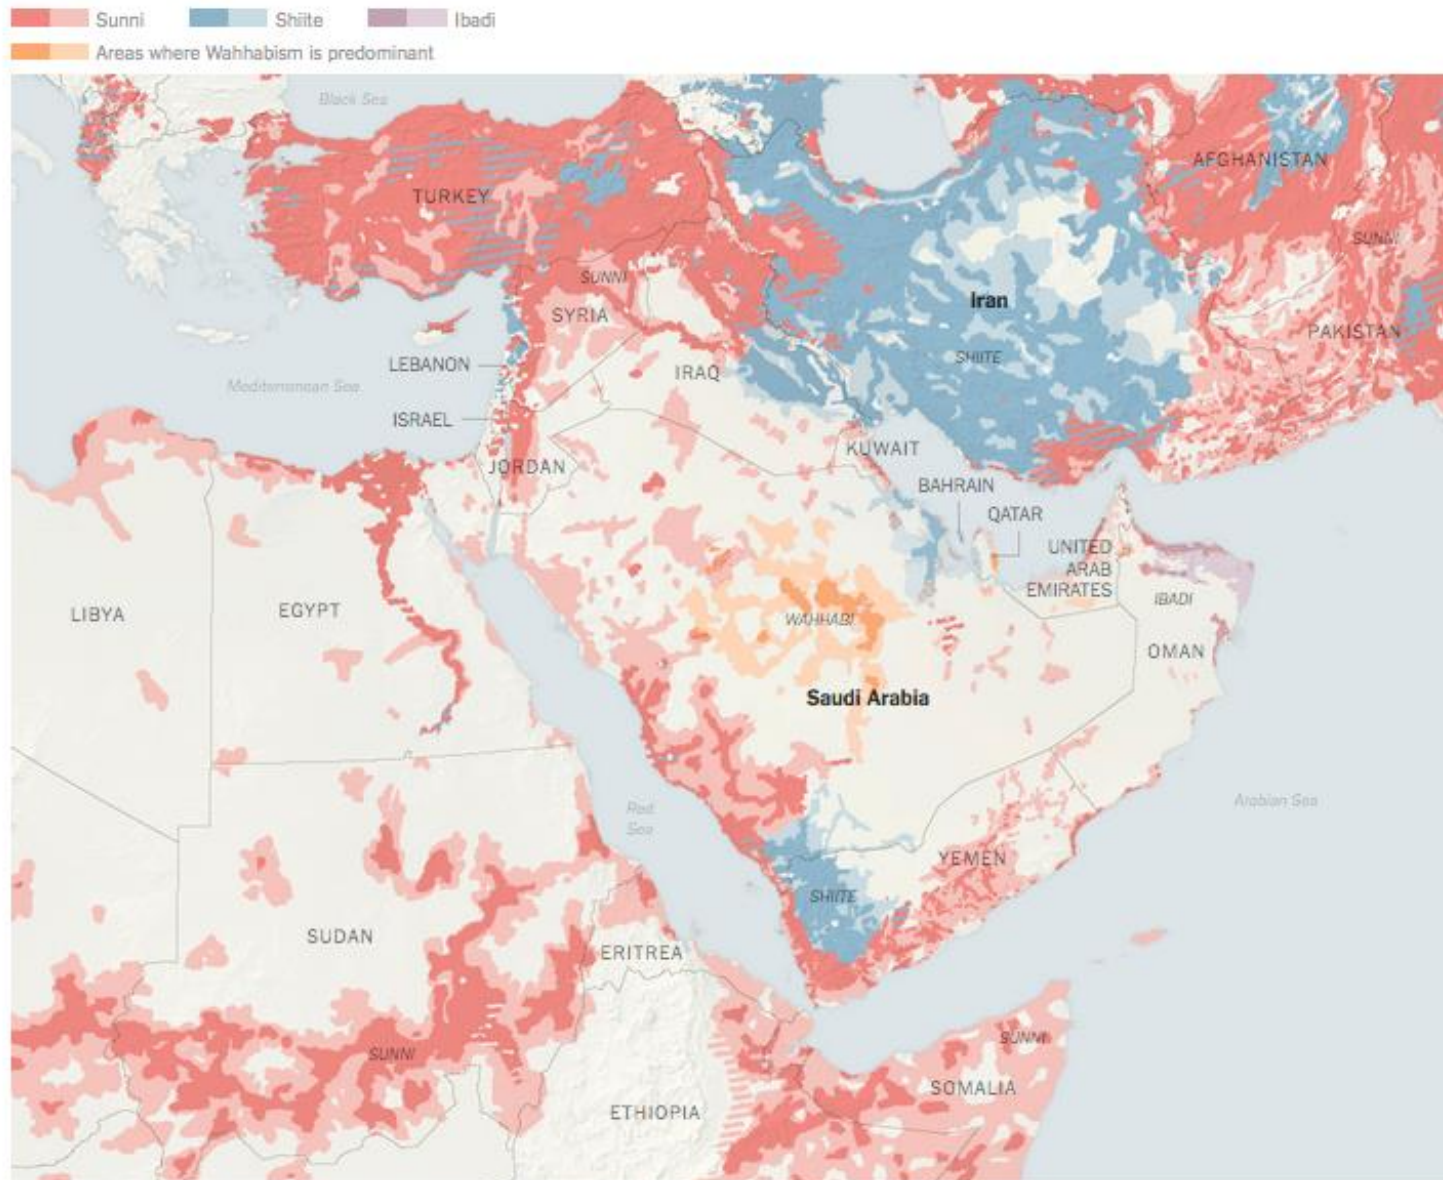 Sunni
Shiite
Ibadi
Areas where Wahhabism is predominant
Black Sea
AFGHANISTAN
TURKEY
SUNNI
SUNNI
Iran
SYRIA
PAKISTAN
SHIITE
LEBANON
IRAQ
Mediterranean Sea
ISRAEL
KUWAIT
JORDAN
BAHRAIN
QATAR
UNITED
ARAB
EMIRATES
LIBYA
EGYPT
IBADI
WAHHABI
OMAN
Saudi Arabia
Red
Sea
Arabian Sea
YEMEN
SHIITE
SUDAN
ERITREA
SUNNI
SUNNI
SOMALIA
ETHIOPIA